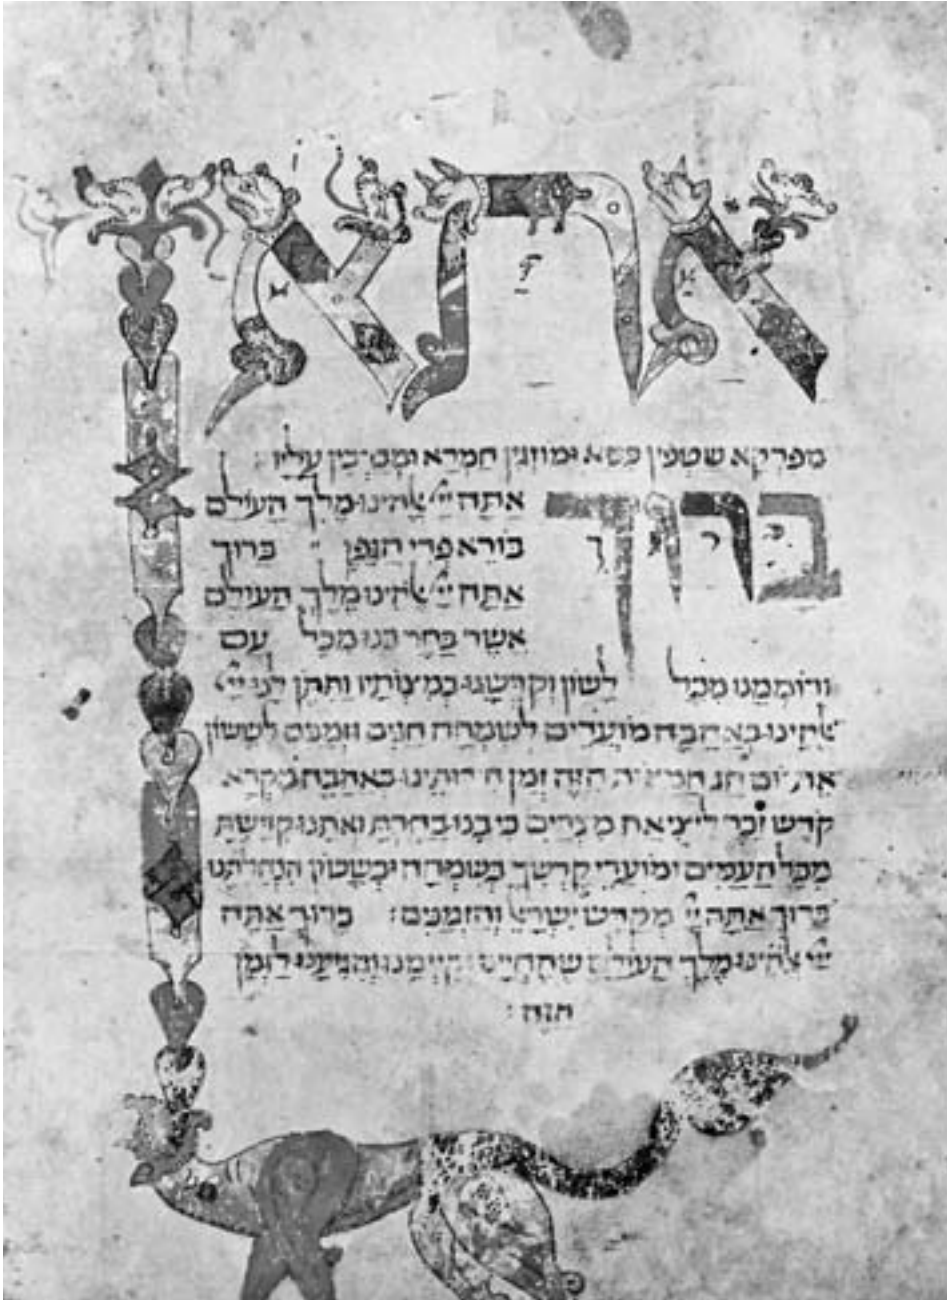 אתא
מפרקא שטפין כסא ומוזגין חמרא ומברכין עליו
ברוך אתה יי אלהינו מלך העולם
בורא פרי הגפן ברוך
אתה יי אלהינו מלך העולם
אשר בחר בנו מכל עם
ורוממנו מכל לשון וקדשנו במצותיו ותתן לנו יי
אלהינו באהבה מועדים לשמחה חגים וזמנים לששון
את יום חג המצות הזה זמן חירותינו באהבה מקרא
קדש זכר ליציאת מצרים כי בנו בחרת ואתנו קדשת
מכל העמים ומועדי קדשך בשמחה ובששון הנחלתנו
ברוך אתה יי מקדש ישראל והזמנים: ברוך אתה
יי אלהינו מלך העולם שהחיינו וקיימנו והגיענו לזמן
הזה: